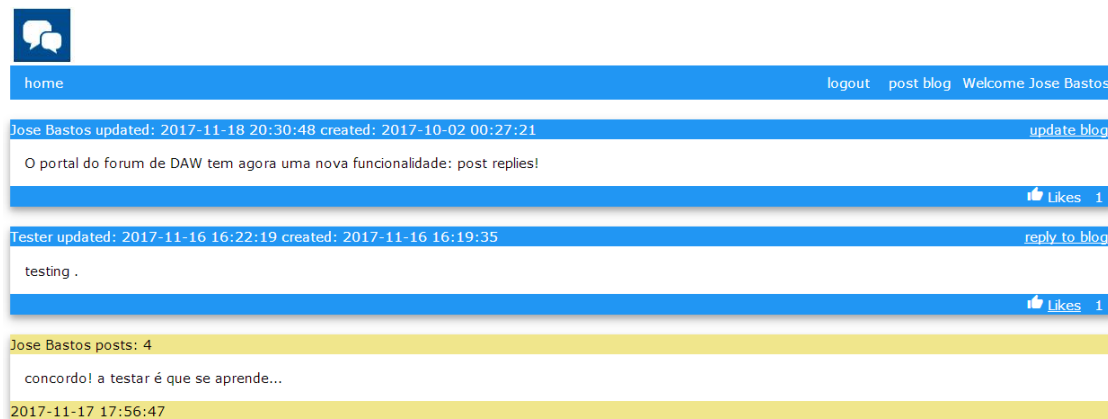 home logout post blog Welcome Jose Bastos
Jose Bastos updated: 2017-11-18 20:30:48 created: 2017-10-02 00:27:21 update blog
O portal do forum de DAW tem agora uma nova funcionalidade: post replies!
Likes 1
Tester updated: 2017-11-16 16:22:19 created: 2017-11-16 16:19:35 reply to blog
testing .
Likes 1
Jose Bastos posts: 4
concordo! a testar é que se aprende...
2017-11-17 17:56:47